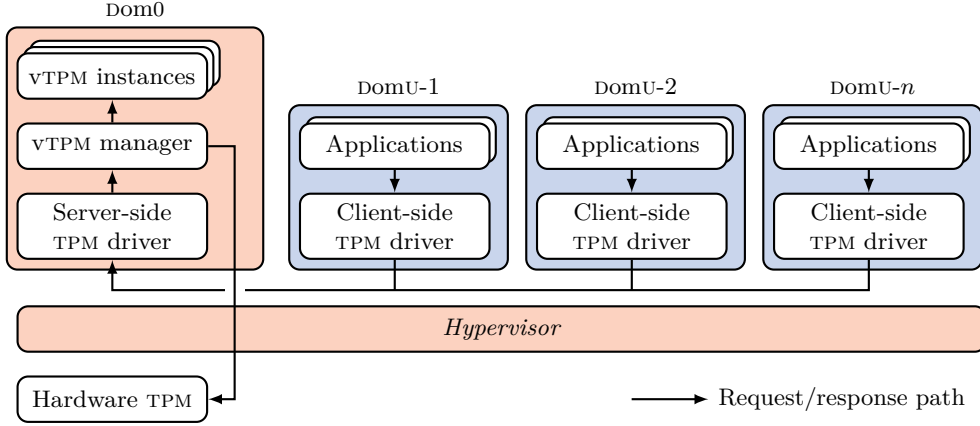 Dom0
vTPM instances
vTPM manager
Server-side
TPM driver
DomU-1
Applications
Client-side
TPM driver
DomU-2
Applications
Client-side
TPM driver
DomU-n
Applications
Client-side
TPM driver
Hypervisor
Hardware TPM
Request/response path